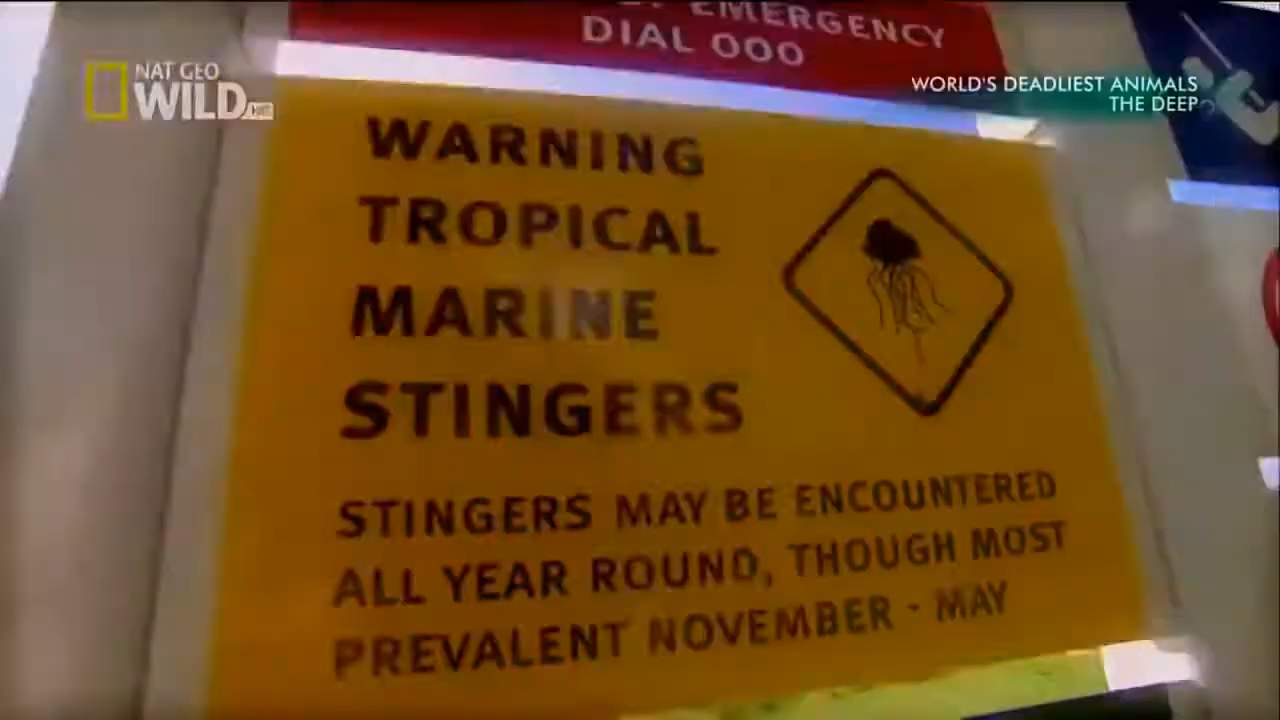 EMERGENCY
DIAL 000
NAT GEO
WILD HD
WORLD'S DEADLIEST ANIMALS
THE DEEP
WARNING
TROPICAL
MARINE
STINGERS
STINGERS MAY BE ENCOUNTERED
ALL YEAR ROUND, THOUGH MOST
PREVALENT NOVEMBER - MAY